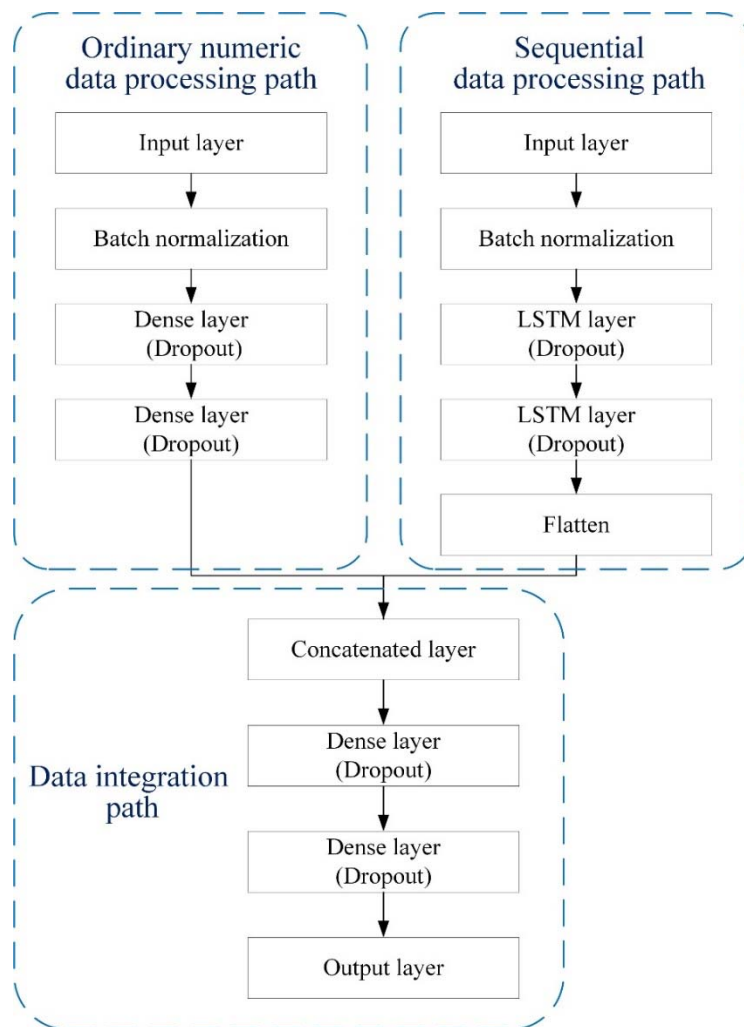 Ordinary numeric
data processing path
Input layer
Batch normalization
Dense layer
(Dropout)
Dense layer
(Dropout)
Sequential
data processing path
Input layer
Batch normalization
LSTM layer
(Dropout)
LSTM layer
(Dropout)
Flatten
Data integration
path
Concatenated layer
Dense layer
(Dropout)
Dense layer
(Dropout)
Output layer